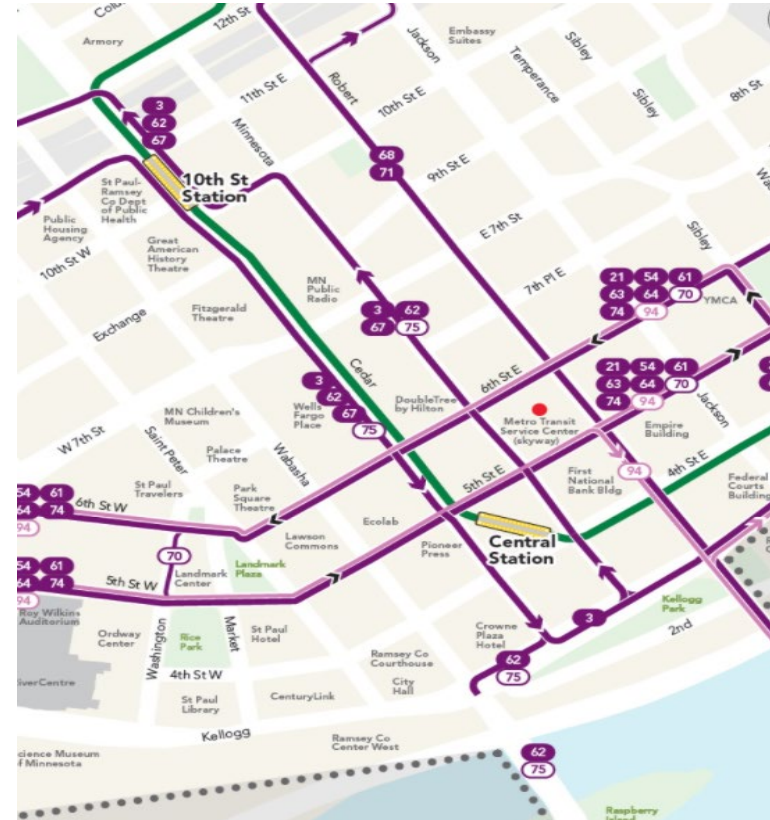 12th St
Armory
Jackson
Embassy
Suites
Sibley
Temperance
Sibley
8th St
11th St E
Robert
10th St E
Minnesota
3
62
67
68
71
9th St E
10th St
Station
St Paul-
Ramsey
Co Dept
of Public
Health
Public
Housing
Agency
10th St W
Great
American
History
Theatre
E 7th St
Sibley
7th Pl E
MN
Public
Radio
21 54 61
63 64 70
74 94
YMCA
Exchange
Fitzgerald
Theatre
3 62
67 75
Cedar
6th St E
3
62
67
75
Wells
Fargo
Place
DoubleTree
by Hilton
21 54 61
63 64 70
74 94
Jackson
Metro Transit
Service Center
(skyway)
Empire
Building
MN Children's
Museum
W 7th St
Saint Peter
Palace
Theatre
Wabasha
St Paul
Travelers
Park
Square
Theatre
5th St E
First
National
Bank Bldg
94
4th St E
Federal
Courts
Building
54 61
64 74
94
6th St W
Ecolab
Lawson
Commons
Pioneer
Press
Central
Station
70
Landmark
Center
Landmark
Plaza
54 61
64 74
94
5th St W
Roy Wilkins
Auditorium
Ordway
Center
Washington
Rice
Park
Market
St Paul
Hotel
Crowne
Plaza
Hotel
3
Kellogg
Park
2nd
62
75
Ramsey Co
Courthouse
City
Hall
4th St W
RiverCentre
St Paul
Library
CenturyLink
Kellogg
Ramsey Co
Center West
Science Museum
of Minnesota
62
75
Raspberry
Island